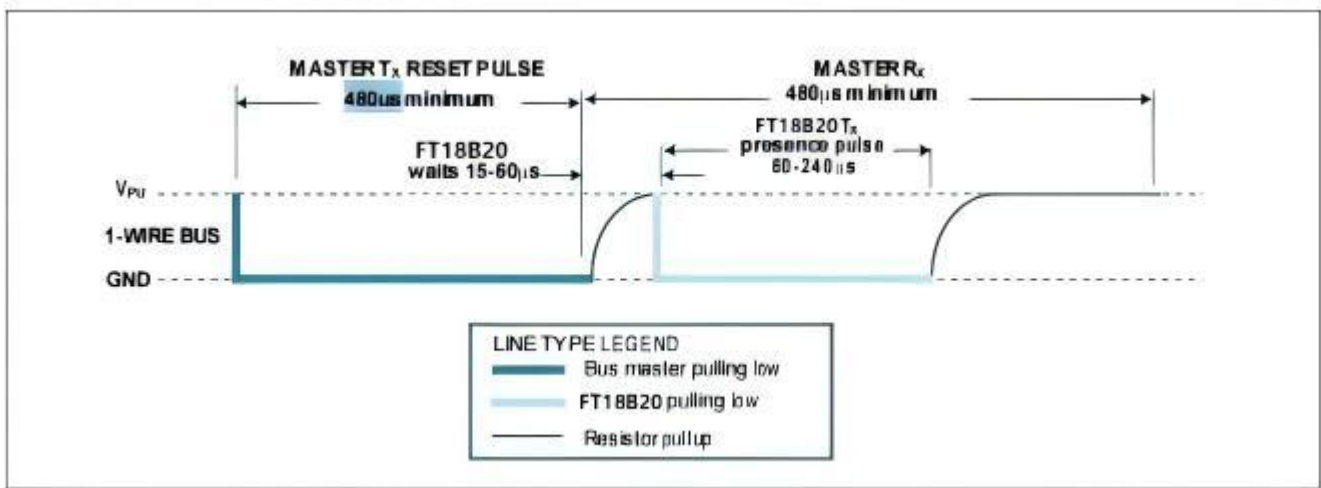 MASTER Tx RESET PULSE
480us minimum
MASTER Rx
480µs minimum
FT18B20
waits 15-60µs
FT18B20 Tx
presence pulse
60-240µs
VPU
1-WIRE BUS
GND
LINE TYPE LEGEND
Bus master pulling low
FT18B20 pulling low
Resistor pullup